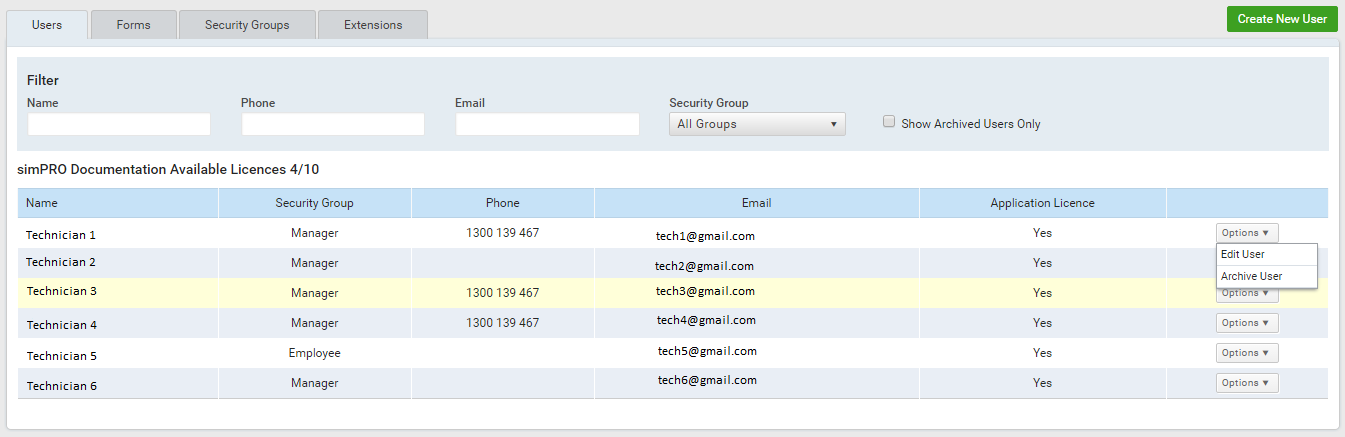 Users Forms Security Groups Extensions Create New User
Filter
Name Phone Email Security Group
All Groups ▼ Show Archived Users Only
simPRO Documentation Available Licences 4/10
Name Security Group Phone Email Application Licence
Technician 1 Manager 1300 139 467 tech1@gmail.com Yes Options ▼
Edit User
Technician 2 Manager tech2@gmail.com Yes
Archive User
Technician 3 Manager 1300 139 467 tech3@gmail.com Yes Options ▼
Technician 4 Manager 1300 139 467 tech4@gmail.com Yes Options ▼
Technician 5 Employee tech5@gmail.com Yes Options ▼
Technician 6 Manager tech6@gmail.com Yes Options ▼